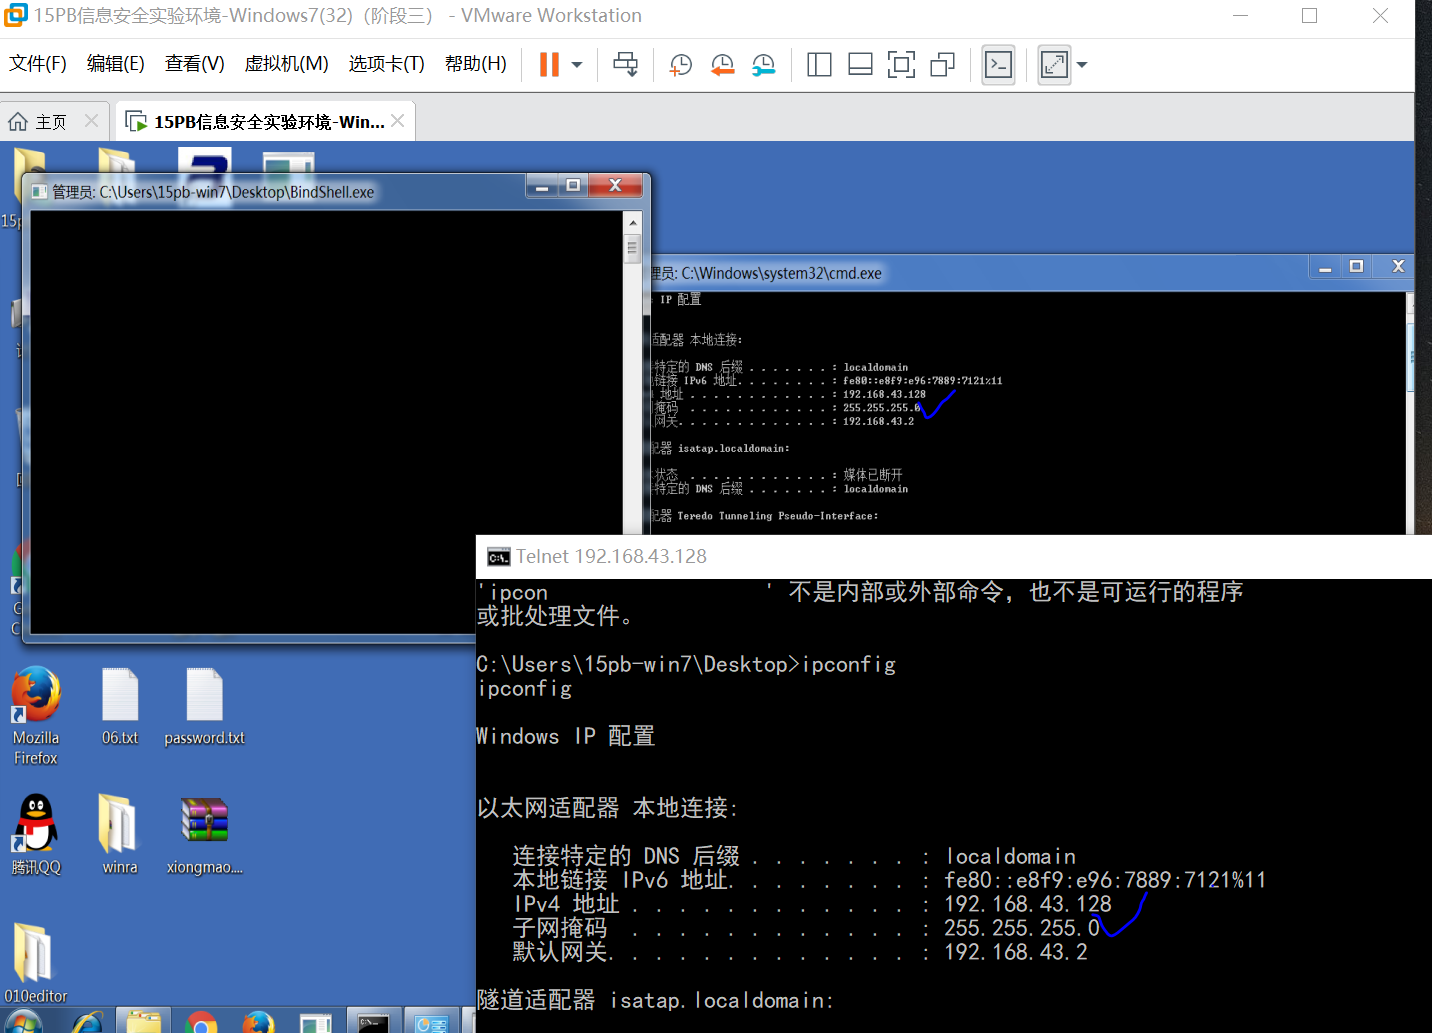 15PB信息安全实验环境-Windows7(32)（阶段三） - VMware Workstation
文件(F) 编辑(E) 查看(V) 虚拟机(M) 选项卡(T) 帮助(H)
主页
15PB信息安全实验环境-Win...
管理员: C:\Users\15pb-win7\Desktop\BindShell.exe
理员: C:\Windows\system32\cmd.exe
IP 配置
适配器 本地连接:
特定的 DNS 后缀 . . . . . . . : localdomain
链接 IPv6 地址. . . . . . . . : fe80::e8f9:e96:7889:7121%11
地址 . . . . . . . . . . . . : 192.168.43.128
掩码 . . . . . . . . . . . . : 255.255.255.0
网关. . . . . . . . . . . . . : 192.168.43.2
配器 isatap.localdomain:
状态 . . . . . . . . . . . . : 媒体已断开
特定的 DNS 后缀 . . . . . . . : localdomain
配器 Teredo Tunneling Pseudo-Interface:
Telnet 192.168.43.128
'ipcon ' 不是内部或外部命令，也不是可运行的程序
或批处理文件。
C:\Users\15pb-win7\Desktop>ipconfig
ipconfig
Windows IP 配置
以太网适配器 本地连接:
连接特定的 DNS 后缀 . . . . . . . : localdomain
本地链接 IPv6 地址. . . . . . . . : fe80::e8f9:e96:7889:7121%11
IPv4 地址 . . . . . . . . . . . . : 192.168.43.128
子网掩码 . . . . . . . . . . . . : 255.255.255.0
默认网关. . . . . . . . . . . . . : 192.168.43.2
隧道适配器 isatap.localdomain:
15p
G
C
Mozilla
Firefox
06.txt
password.txt
腾讯QQ
winra
xiongmao....
010editor